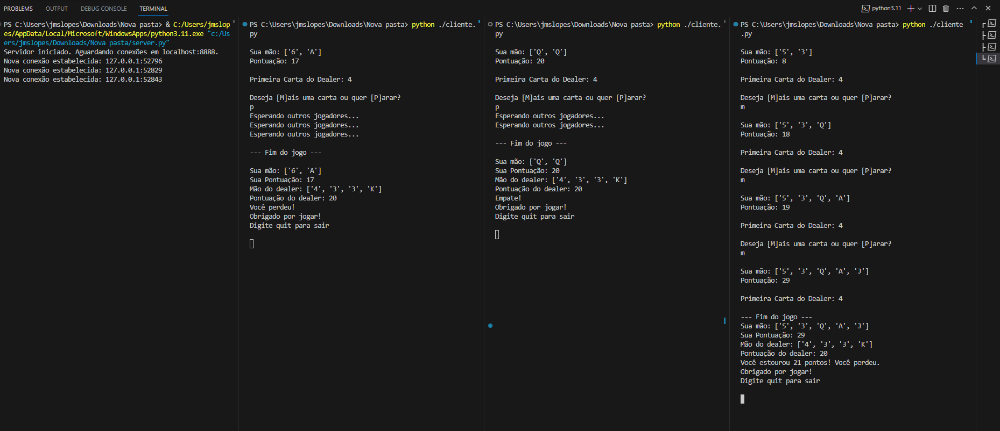 PROBLEMS OUTPUT DEBUG CONSOLE TERMINAL
python3.11
PS C:\Users\jmslopes\Downloads\Nova pasta> & C:/Users/jmslop
es/AppData/Local/Microsoft/WindowsApps/python3.11.exe "c:/Us
ers/jmslopes/Downloads/Nova pasta/server.py"
Servidor iniciado. Aguardando conexões em localhost:8888.
Nova conexão estabelecida: 127.0.0.1:52796
Nova conexão estabelecida: 127.0.0.1:52829
Nova conexão estabelecida: 127.0.0.1:52843
PS C:\Users\jmslopes\Downloads\Nova pasta> python ./cliente.
py
Sua mão: ['6', 'A']
Pontuação: 17
Primeira Carta do Dealer: 4
Deseja [M]ais uma carta ou quer [P]arar?
p
Esperando outros jogadores...
Esperando outros jogadores...
Esperando outros jogadores...
--- Fim do jogo ---
Sua mão: ['6', 'A']
Sua Pontuação: 17
Mão do dealer: ['4', '3', '3', 'K']
Pontuação do dealer: 20
Você perdeu!
Obrigado por jogar!
Digite quit para sair
PS C:\Users\jmslopes\Downloads\Nova pasta> python ./cliente.
py
Sua mão: ['Q', 'Q']
Pontuação: 20
Primeira Carta do Dealer: 4
Deseja [M]ais uma carta ou quer [P]arar?
p
Esperando outros jogadores...
Esperando outros jogadores...
--- Fim do jogo ---
Sua mão: ['Q', 'Q']
Sua Pontuação: 20
Mão do dealer: ['4', '3', '3', 'K']
Pontuação do dealer: 20
Empate!
Obrigado por jogar!
Digite quit para sair
PS C:\Users\jmslopes\Downloads\Nova pasta> python ./cliente
.py
Sua mão: ['5', '3']
Pontuação: 8
Primeira Carta do Dealer: 4
Deseja [M]ais uma carta ou quer [P]arar?
m
Sua mão: ['5', '3', 'Q']
Pontuação: 18
Primeira Carta do Dealer: 4
Deseja [M]ais uma carta ou quer [P]arar?
m
Sua mão: ['5', '3', 'Q', 'A']
Pontuação: 19
Primeira Carta do Dealer: 4
Deseja [M]ais uma carta ou quer [P]arar?
m
Sua mão: ['5', '3', 'Q', 'A', 'J']
Pontuação: 29
Primeira Carta do Dealer: 4
--- Fim do jogo ---
Sua mão: ['5', '3', 'Q', 'A', 'J']
Sua Pontuação: 29
Mão do dealer: ['4', '3', '3', 'K']
Pontuação do dealer: 20
Você estourou 21 pontos! Você perdeu.
Obrigado por jogar!
Digite quit para sair